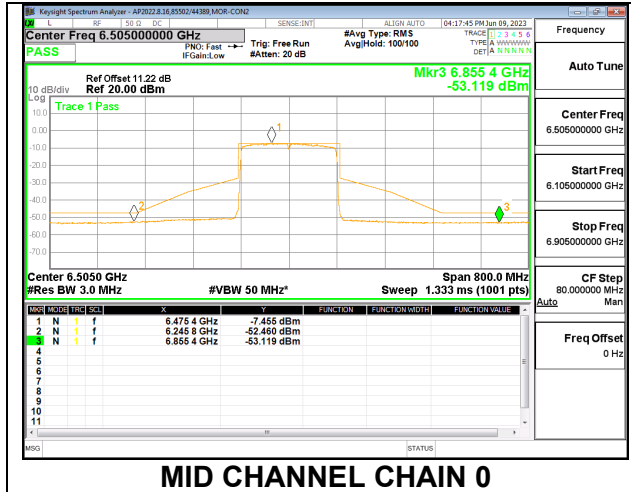 Keysight Spectrum Analyzer - AP2022.8.16,85502/44389,MOR-CON2
L RF 50 Ω DC SENSE:INT ALIGN AUTO 04:17:45 PM Jun 09, 2023
Center Freq 6.505000000 GHz
PASS
PNO: Fast
IFGain:Low
Trig: Free Run
#Atten: 20 dB
#Avg Type: RMS
Avg|Hold: 100/100
TRACE 1 2 3 4 5 6
TYPE A WWWWW
DET A N N N N N
Frequency
Auto Tune
Center Freq
6.505000000 GHz
Start Freq
6.105000000 GHz
Stop Freq
6.905000000 GHz
CF Step
80.000000 MHz
Auto Man
Freq Offset
0 Hz
Mkr3 6.855 4 GHz
-53.119 dBm
Ref Offset 11.22 dB
10 dB/div Ref 20.00 dBm
Log
Trace 1 Pass
10.0
0.00
-10.0
-20.0
-30.0
-40.0
-50.0
-60.0
-70.0
1
2
3
Center 6.5050 GHz Span 800.0 MHz
#Res BW 3.0 MHz #VBW 50 MHz* Sweep 1.333 ms (1001 pts)
MKR MODE TRC SCL X Y FUNCTION FUNCTION WIDTH FUNCTION VALUE
1 N 1 f 6.475 4 GHz -7.455 dBm
2 N 1 f 6.245 8 GHz -52.460 dBm
3 N 1 f 6.855 4 GHz -53.119 dBm
4
5
6
7
8
9
10
11
MSG STATUS
MID CHANNEL CHAIN 0